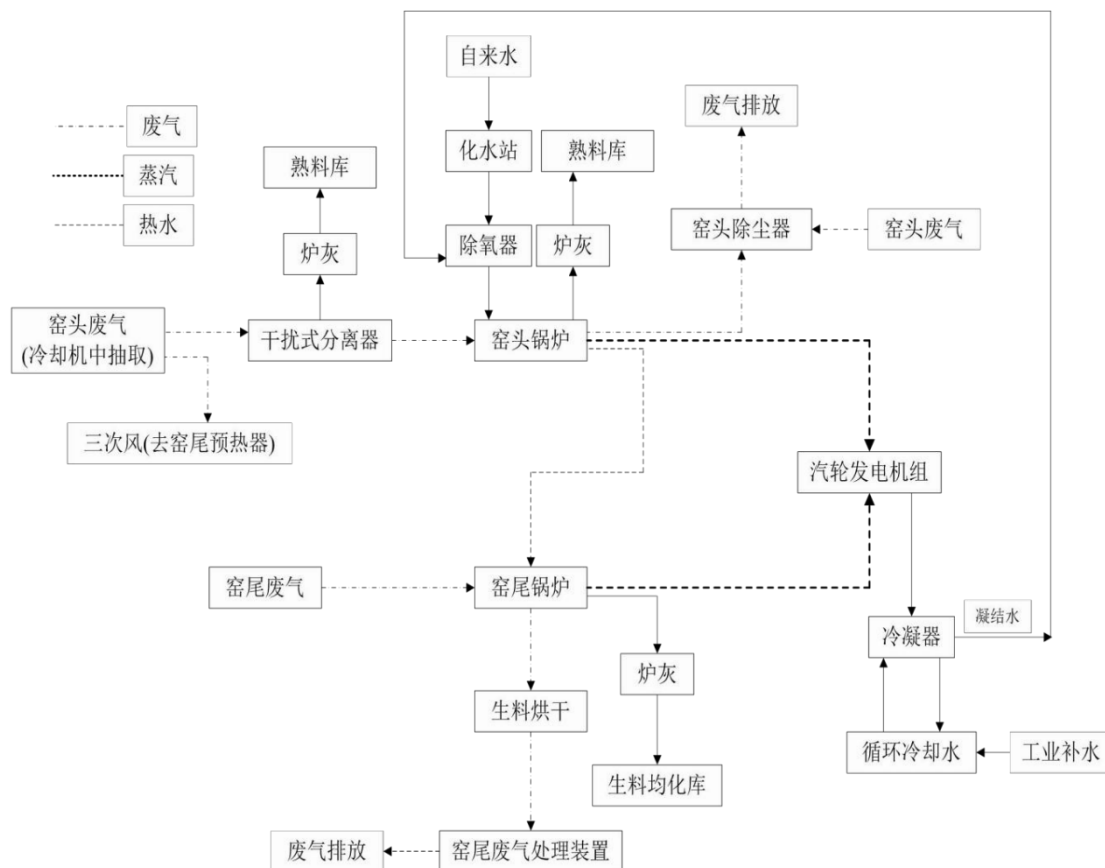 自来水
废气排放
废气
化水站
熟料库
熟料库
蒸汽
热水
炉灰
除氧器
炉灰
窑头除尘器
窑头废气
窑头废气
(冷却机中抽取)
干扰式分离器
窑头锅炉
三次风(去窑尾预热器)
汽轮发电机组
窑尾废气
窑尾锅炉
凝结水
冷凝器
炉灰
生料烘干
循环冷却水
工业补水
生料均化库
废气排放
窑尾废气处理装置